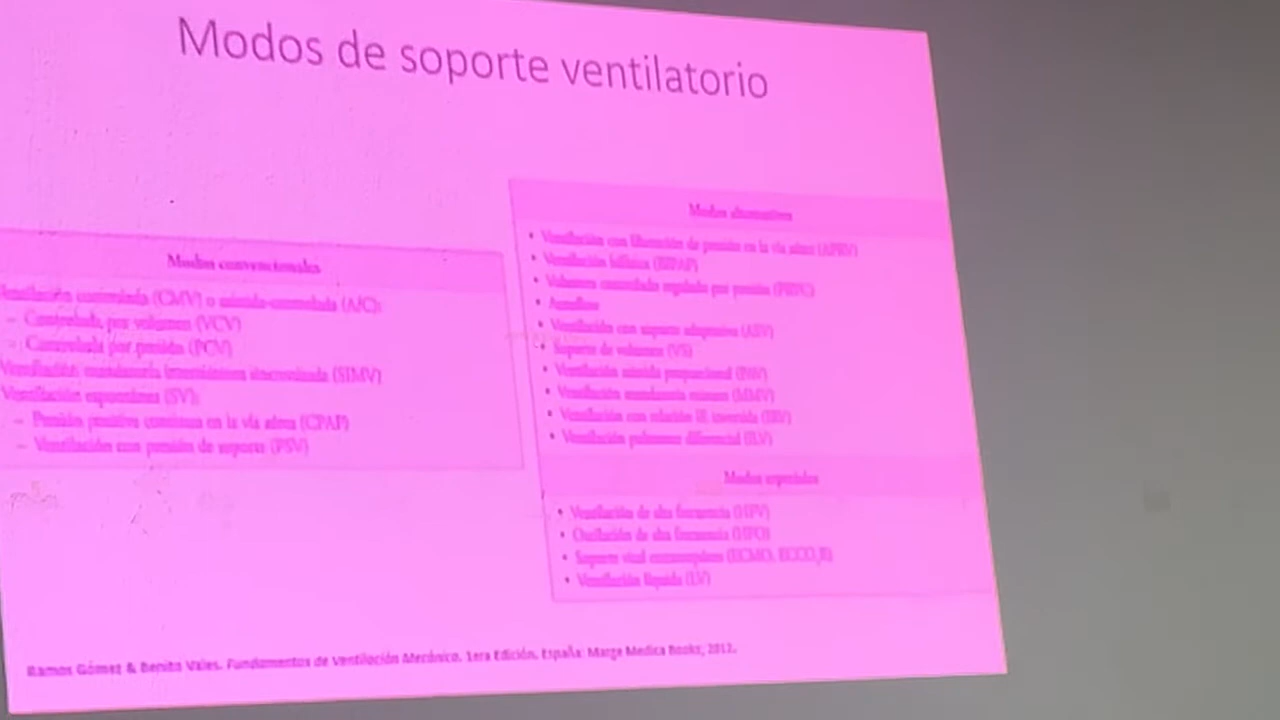 Modos de soporte ventilatorio
Modos convencionales
Ventilación controlada (CMV) o asistida-controlada (A/C):
– Controlada por volumen (VCV)
– Controlada por presión (PCV)
Ventilación mandatoria intermitente sincronizada (SIMV)
Ventilación espontánea (SV):
– Presión positiva continua en la vía aérea (CPAP)
– Ventilación con presión de soporte (PSV)
Modos alternativos
• Ventilación con liberación de presión en la vía aérea (APRV)
• Ventilación bifásica (BIPAP)
• Volumen controlado regulado por presión (PRVC)
• Autoflow
• Ventilación con soporte adaptativo (ASV)
• Soporte de volumen (VS)
• Ventilación asistida proporcional (PAV)
• Ventilación mandatoria minuto (MMV)
• Ventilación con relación IE invertida (IRV)
• Ventilación pulmonar diferencial (ILV)
Modos especiales
• Ventilación de alta frecuencia (HFV)
• Oscilación de alta frecuencia (HFO)
• Soporte vital extracorpóreo (ECMO, ECCO₂R)
• Ventilación líquida (LV)
Ramos Gómez & Benito Vales. Fundamentos de Ventilación Mecánica. 1era Edición. España: Marge Medica Books; 2012.